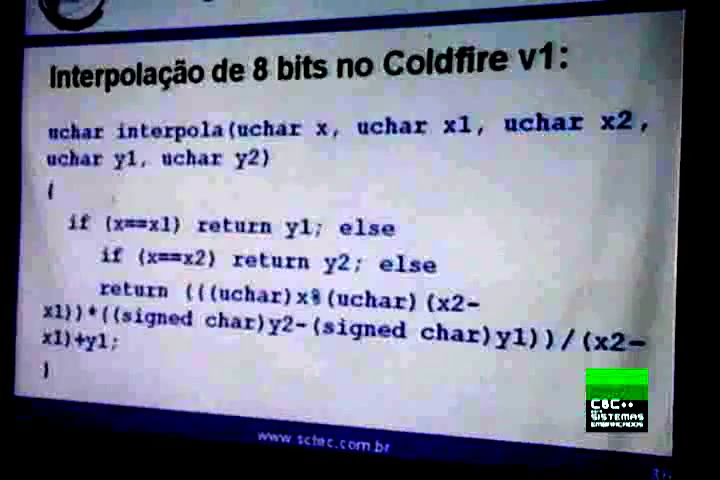 Interpolação de 8 bits no Coldfire v1:
uchar interpola(uchar x, uchar x1, uchar x2,
uchar y1, uchar y2)
{
if (x==x1) return y1; else
if (x==x2) return y2; else
return (((uchar)x%(uchar)(x2-
x1))*((signed char)y2-(signed char)y1))/(x2-
x1)+y1;
}
www.sctec.com.br
C&C++
SISTEMAS
EMBARCADOS